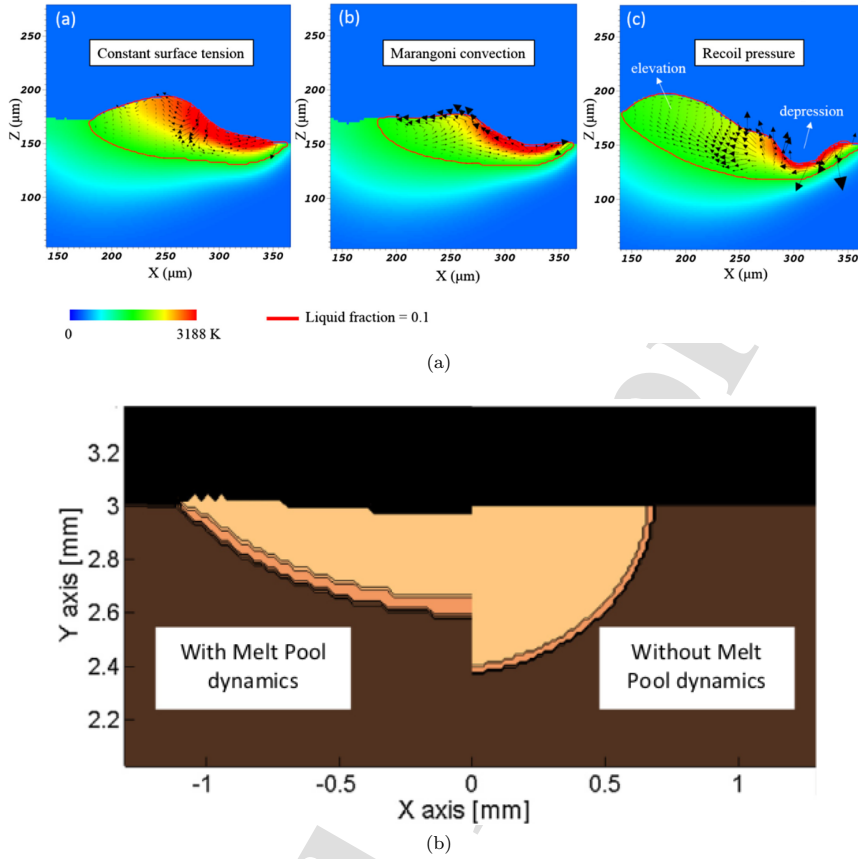 (a)
Constant surface tension
(b)
Marangoni convection
(c)
Recoil pressure
elevation
depression
250
200
150
100
Z (µm)
150 200 250 300 350
X (µm)
250
200
150
100
Z (µm)
150 200 250 300 350
X (µm)
250
200
150
100
Z (µm)
150 200 250 300 350
X (µm)
0
3188 K
Liquid fraction = 0.1
(a)
3.2
3
2.8
2.6
2.4
2.2
Y axis [mm]
With Melt Pool
dynamics
Without Melt
Pool dynamics
-1 -0.5 0 0.5 1
X axis [mm]
(b)